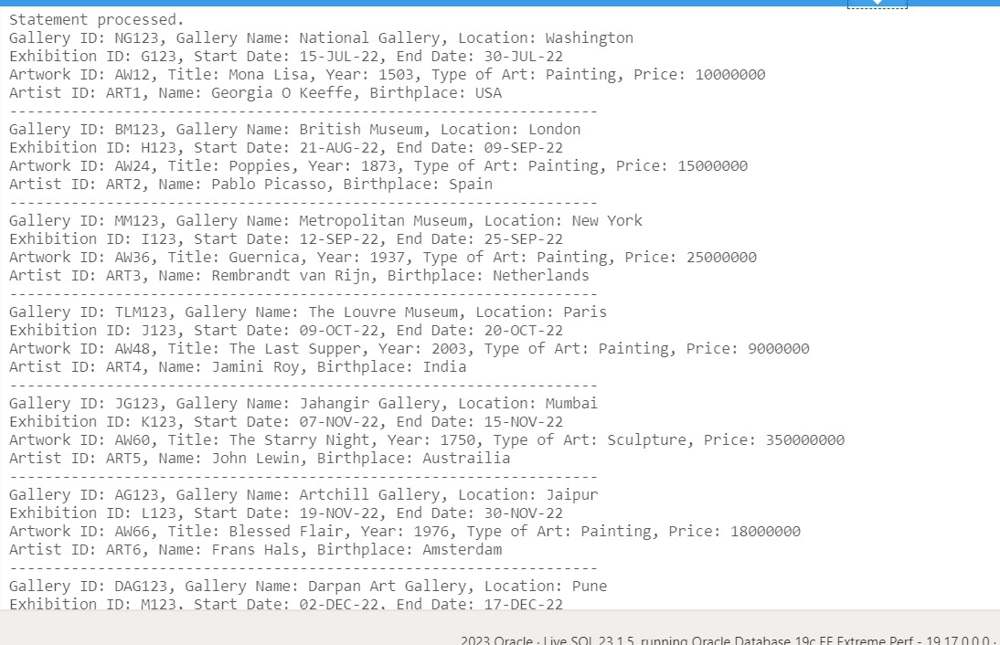 Statement processed.
Gallery ID: NG123, Gallery Name: National Gallery, Location: Washington
Exhibition ID: G123, Start Date: 15-JUL-22, End Date: 30-JUL-22
Artwork ID: AW12, Title: Mona Lisa, Year: 1503, Type of Art: Painting, Price: 10000000
Artist ID: ART1, Name: Georgia O Keeffe, Birthplace: USA
-------------------------------------------------------------------
Gallery ID: BM123, Gallery Name: British Museum, Location: London
Exhibition ID: H123, Start Date: 21-AUG-22, End Date: 09-SEP-22
Artwork ID: AW24, Title: Poppies, Year: 1873, Type of Art: Painting, Price: 15000000
Artist ID: ART2, Name: Pablo Picasso, Birthplace: Spain
-------------------------------------------------------------------
Gallery ID: MM123, Gallery Name: Metropolitan Museum, Location: New York
Exhibition ID: I123, Start Date: 12-SEP-22, End Date: 25-SEP-22
Artwork ID: AW36, Title: Guernica, Year: 1937, Type of Art: Painting, Price: 25000000
Artist ID: ART3, Name: Rembrandt van Rijn, Birthplace: Netherlands
-------------------------------------------------------------------
Gallery ID: TLM123, Gallery Name: The Louvre Museum, Location: Paris
Exhibition ID: J123, Start Date: 09-OCT-22, End Date: 20-OCT-22
Artwork ID: AW48, Title: The Last Supper, Year: 2003, Type of Art: Painting, Price: 9000000
Artist ID: ART4, Name: Jamini Roy, Birthplace: India
-------------------------------------------------------------------
Gallery ID: JG123, Gallery Name: Jahangir Gallery, Location: Mumbai
Exhibition ID: K123, Start Date: 07-NOV-22, End Date: 15-NOV-22
Artwork ID: AW60, Title: The Starry Night, Year: 1750, Type of Art: Sculpture, Price: 350000000
Artist ID: ART5, Name: John Lewin, Birthplace: Austrailia
-------------------------------------------------------------------
Gallery ID: AG123, Gallery Name: Artchill Gallery, Location: Jaipur
Exhibition ID: L123, Start Date: 19-NOV-22, End Date: 30-NOV-22
Artwork ID: AW66, Title: Blessed Flair, Year: 1976, Type of Art: Painting, Price: 18000000
Artist ID: ART6, Name: Frans Hals, Birthplace: Amsterdam
-------------------------------------------------------------------
Gallery ID: DAG123, Gallery Name: Darpan Art Gallery, Location: Pune
Exhibition ID: M123, Start Date: 02-DEC-22, End Date: 17-DEC-22
2023 Oracle · Live SQL 23.1.5, running Oracle Database 19c EE Extreme Perf - 19.17.0.0.0 ·